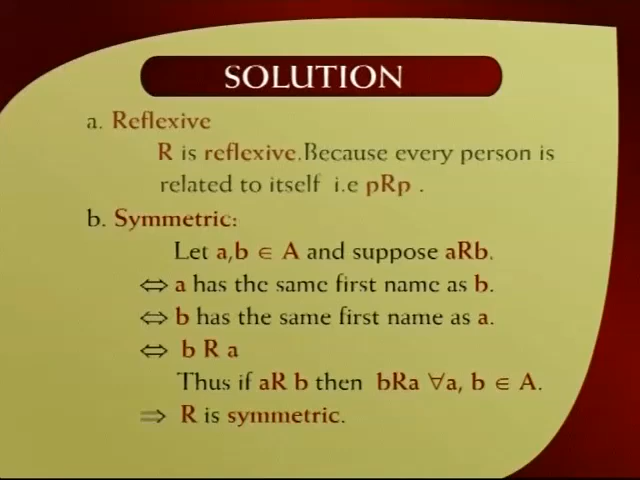 SOLUTION
a. Reflexive
R is reflexive.Because every person is
related to itself i.e pRp .
b. Symmetric:
Let a,b ∈ A and suppose aRb.
⇔ a has the same first name as b.
⇔ b has the same first name as a.
⇔ b R a
Thus if aR b then bRa ∀a, b ∈ A.
⇒ R is symmetric.